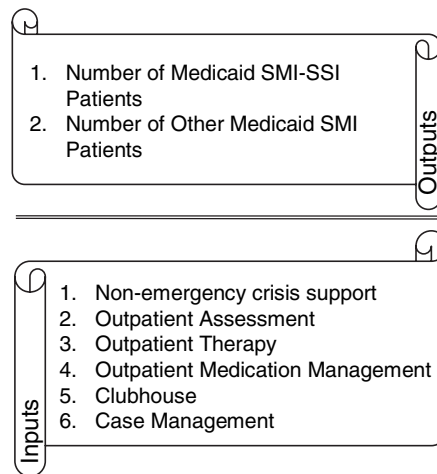 1. Number of Medicaid SMI-SSI
Patients
2. Number of Other Medicaid SMI
Patients
Outputs
1. Non-emergency crisis support
2. Outpatient Assessment
3. Outpatient Therapy
4. Outpatient Medication Management
5. Clubhouse
6. Case Management
Inputs